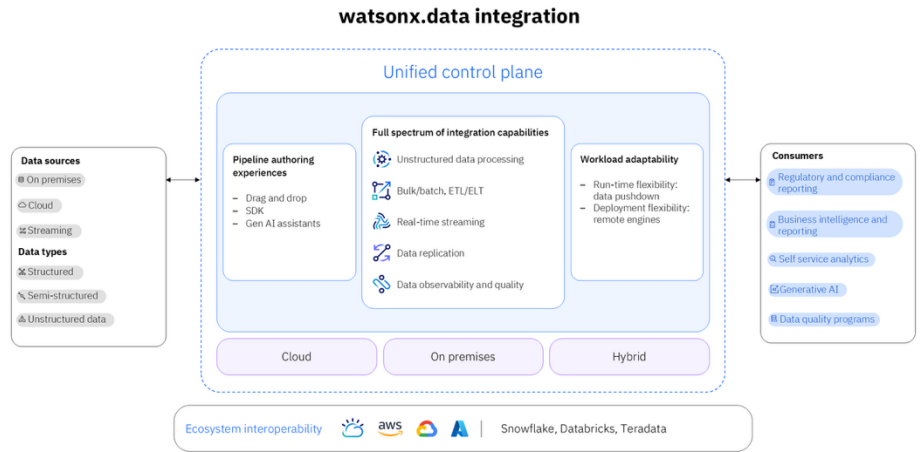 watsonx.data integration
Unified control plane
Data sources
On premises
Cloud
Streaming
Data types
Structured
Semi-structured
Unstructured data
Pipeline authoring
experiences
– Drag and drop
– SDK
– Gen AI assistants
Full spectrum of integration capabilities
Unstructured data processing
Bulk/batch, ETL/ELT
Real-time streaming
Data replication
Data observability and quality
Workload adaptability
– Run-time flexibility:
data pushdown
– Deployment flexibility:
remote engines
Consumers
Regulatory and compliance
reporting
Business intelligence and
reporting
Self service analytics
Generative AI
Data quality programs
Cloud
On premises
Hybrid
Ecosystem interoperability
aws
Snowflake, Databricks, Teradata